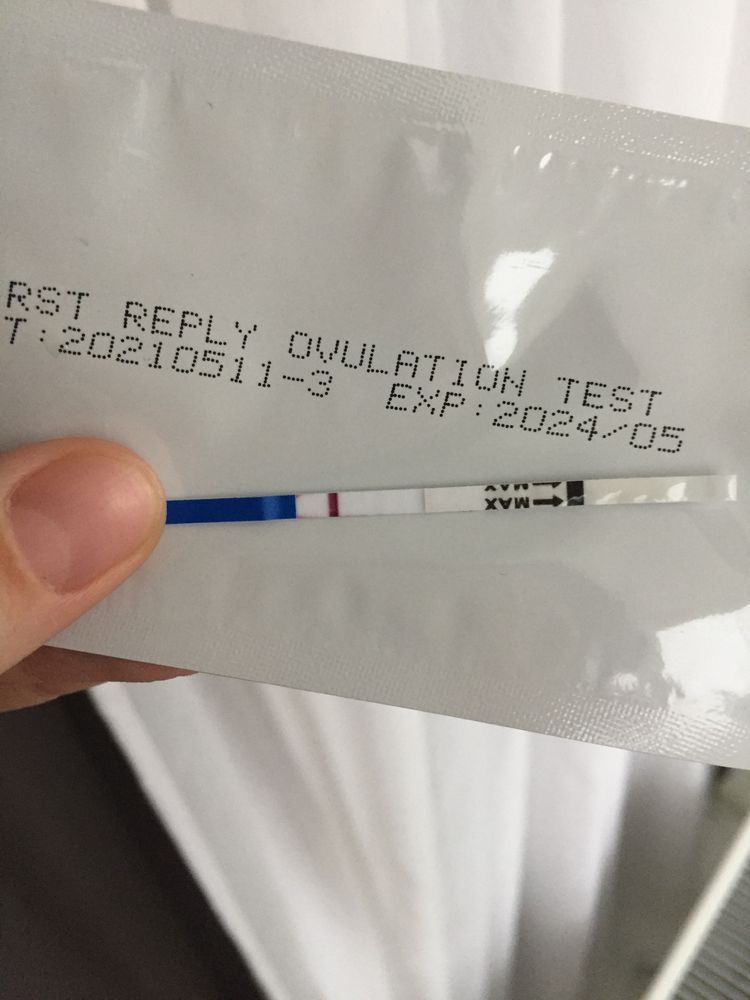 RST REPLY OVULATION TEST
T:20210511-3 EXP:2024/05
MAX
MAX